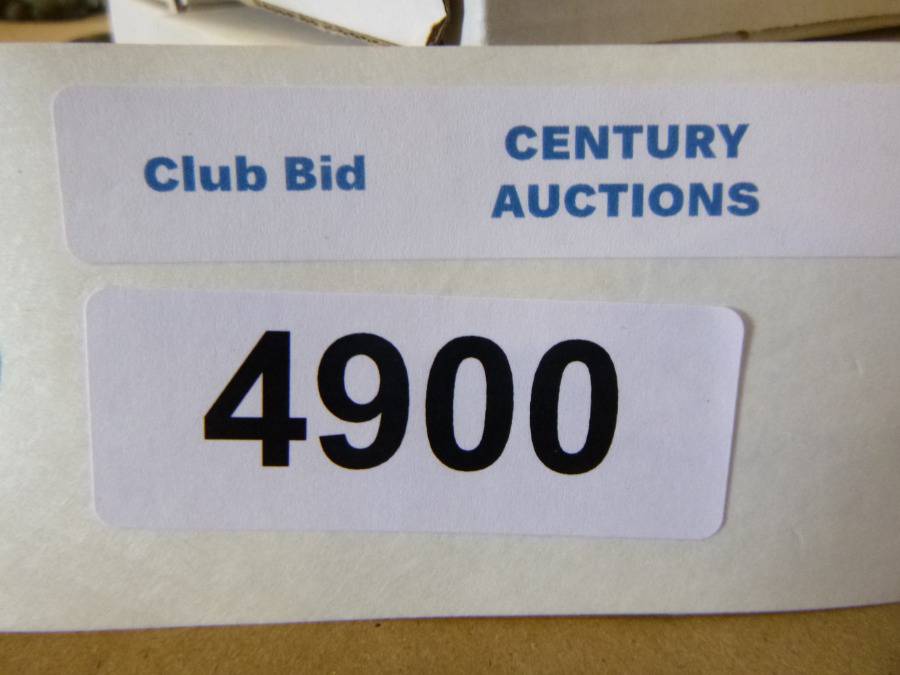 Club Bid
CENTURY
AUCTIONS
4900